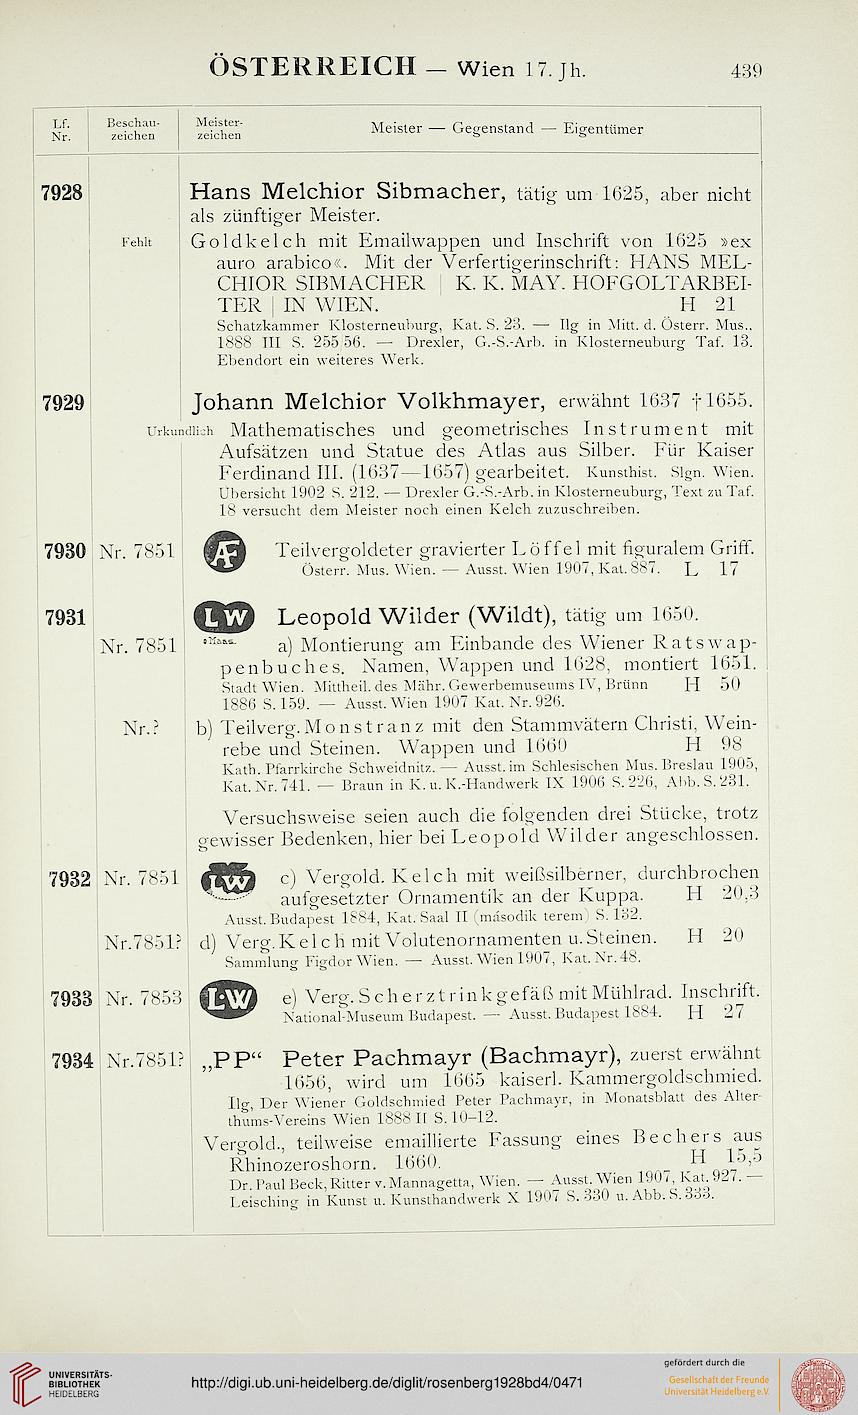 ÖSTERREICH — Wien 17. Jh. 439
Lf. Nr. Beschau-zeichen Meister-zeichen Meister — Gegenstand — Eigentümer
7928 Hans Melchior Sibmacher, tätig um 1625, aber nicht
als zünftiger Meister.
Fehlt Goldkelch mit Emailwappen und Inschrift von 1625 »ex
auro arabico«. Mit der Verfertigerinschrift: HANS MEL-
CHIOR SIBMACHER | K. K. MAY. HOFGOLTARBEI-
TER | IN WIEN. H 21
Schatzkammer Klosterneuburg, Kat. S. 23. — Ilg in Mitt. d. Österr. Mus.,
1888 III S. 255/56. — Drexler, G.-S.-Arb. in Klosterneuburg Taf. 13.
Ebendort ein weiteres Werk.
7929 Johann Melchior Volkhmayer, erwähnt 1637 † 1655.
Urkundlich Mathematisches und geometrisches Instrument mit
Aufsätzen und Statue des Atlas aus Silber. Für Kaiser
Ferdinand III. (1637—1657) gearbeitet. Kunsthist. Slgn. Wien.
Übersicht 1902 S. 212. — Drexler G.-S.-Arb. in Klosterneuburg, Text zu Taf.
18 versucht dem Meister noch einen Kelch zuzuschreiben.
7930 Nr. 7851 AF Teilvergoldeter gravierter Löffel mit figuralem Griff.
Österr. Mus. Wien. — Ausst. Wien 1907, Kat. 887. L 17
7931 LW Leopold Wilder (Wildt), tätig um 1650.
Nr. 7851 a) Montierung am Einbande des Wiener Ratswap-
penbuches. Namen, Wappen und 1628, montiert 1651.
Stadt Wien. Mittheil. des Mähr. Gewerbemuseums IV, Brünn H 50
1886 S. 159. — Ausst. Wien 1907 Kat. Nr. 926.
Nr.? b) Teilverg. Monstranz mit den Stammvätern Christi, Wein-
rebe und Steinen. Wappen und 1660 H 98
Kath. Pfarrkirche Schweidnitz. — Ausst. im Schlesischen Mus. Breslau 1905,
Kat. Nr. 741. — Braun in K. u. K.-Handwerk IX 1906 S. 226, Abb. S. 231.
Versuchsweise seien auch die folgenden drei Stücke, trotz
gewisser Bedenken, hier bei Leopold Wilder angeschlossen.
7932 Nr. 7851 LW c) Vergold. Kelch mit weißsilberner, durchbrochen
aufgesetzter Ornamentik an der Kuppa. H 20,3
Ausst. Budapest 1884, Kat. Saal II (második terem) S. 132.
Nr. 7851? d) Verg. Kelch mit Volutenornamenten u. Steinen. H 20
Sammlung Figdor Wien. — Ausst. Wien 1907, Kat. Nr. 48.
7933 Nr. 7853 L·W e) Verg. Scherztrinkgefäß mit Mühlrad. Inschrift.
National-Museum Budapest. — Ausst. Budapest 1884. H 27
7934 Nr. 7851? „PP“ Peter Pachmayr (Bachmayr), zuerst erwähnt
1656, wird um 1665 kaiserl. Kammergoldschmied.
Ilg, Der Wiener Goldschmied Peter Pachmayr, in Monatsblatt des Alter-
thums-Vereins Wien 1888 II S. 10–12.
Vergold., teilweise emaillierte Fassung eines Bechers aus
Rhinozeroshorn. 1660. H 15,5
Dr. Paul Beck, Ritter v. Mannagetta, Wien. — Ausst. Wien 1907, Kat. 927. —
Leisching in Kunst u. Kunsthandwerk X 1907 S. 330 u. Abb. S. 333.
UNIVERSITÄTS-
BIBLIOTHEK
HEIDELBERG
http://digi.ub.uni-heidelberg.de/diglit/rosenberg1928bd4/0471
gefördert durch die
Gesellschaft der Freunde
Universität Heidelberg e.V.